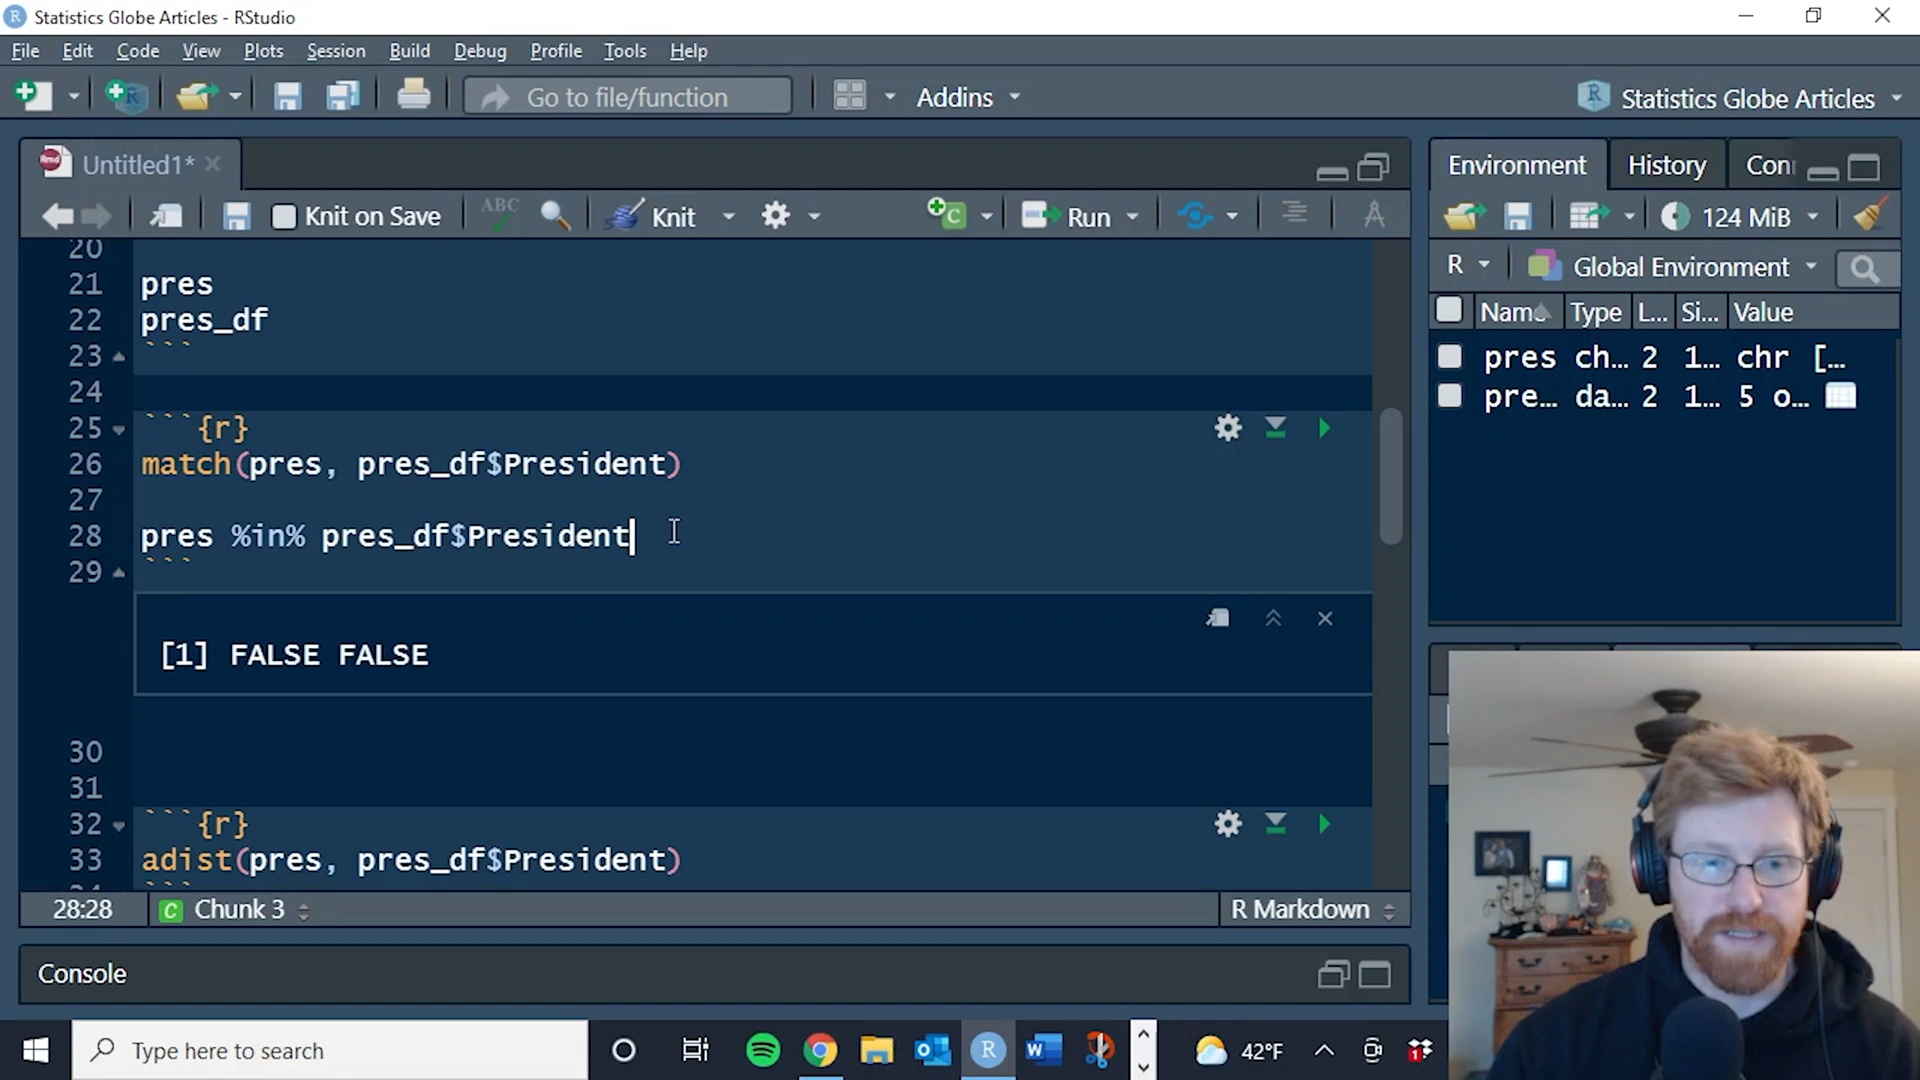 Statistics Globe Articles - RStudio
File Edit Code View Plots Session Build Debug Profile Tools Help
Go to file/function Addins Statistics Globe Articles
Untitled1*
Environment History Con
ABC
Knit on Save Knit Run 124 MiB
R Global Environment
Name Type L... Si... Value
pres ch... 2 1... chr [...
pre... da... 2 1... 5 o...
20
21 pres
22 pres_df
23 ```
24
25 ```{r}
26 match(pres, pres_df$President)
27
28 pres %in% pres_df$President
29 ```
[1] FALSE FALSE
30
31
32 ```{r}
33 adist(pres, pres_df$President)
28:28 Chunk 3 R Markdown
Console
Type here to search 42°F